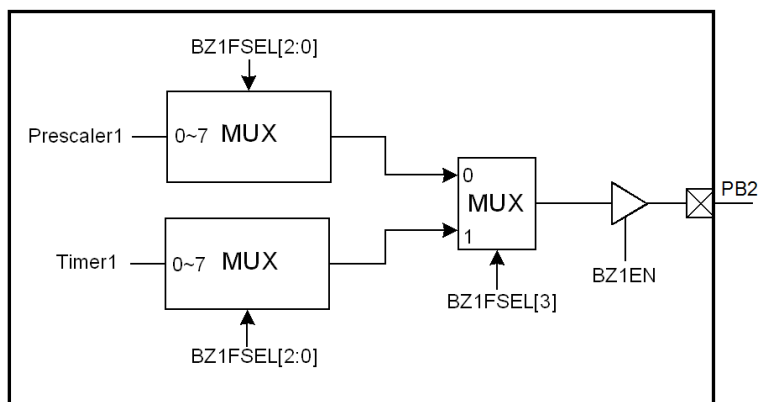 BZ1FSEL[2:0]
Prescaler1
0~7 MUX
0
MUX
1
PB2
Timer1
0~7 MUX
BZ1EN
BZ1FSEL[3]
BZ1FSEL[2:0]